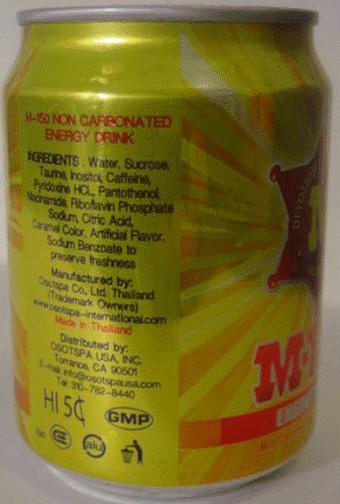 M-150 NON CARBONATED
ENERGY DRINK
INGREDIENTS : Water, Sucrose,
Taurine, Inositol, Caffeine,
Pyridoxine HCL, Pantothenol,
Niacinamide, Riboflavin Phosphate
Sodium, Citric Acid,
Caramel Color, Artificial Flavor,
Sodium Benzoate to
preserve freshness
Manufactured by:
Osotspa Co., Ltd. Thailand
(Trademark Owners)
www.osotspa-international.com
Made in Thailand
Distributed by:
OSOTSPA USA, INC.
Torrance, CA 90501
E-mail: info@osotspausa.com
Tel: 310-782-8440
HI 5¢
GMP
M-1
ENER